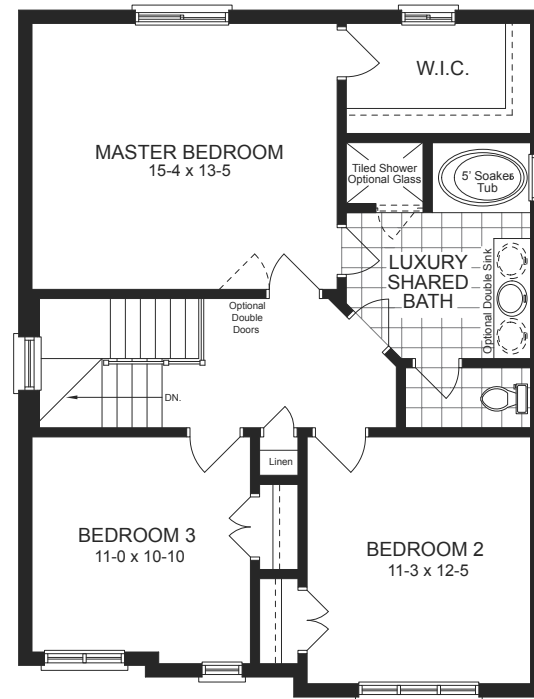 W.I.C.
MASTER BEDROOM
15-4 x 13-5
Tiled Shower
Optional Glass
5' Soaker
Tub
LUXURY
SHARED
BATH
Optional Double Sink
Optional
Double
Doors
DN.
Linen
BEDROOM 3
11-0 x 10-10
BEDROOM 2
11-3 x 12-5